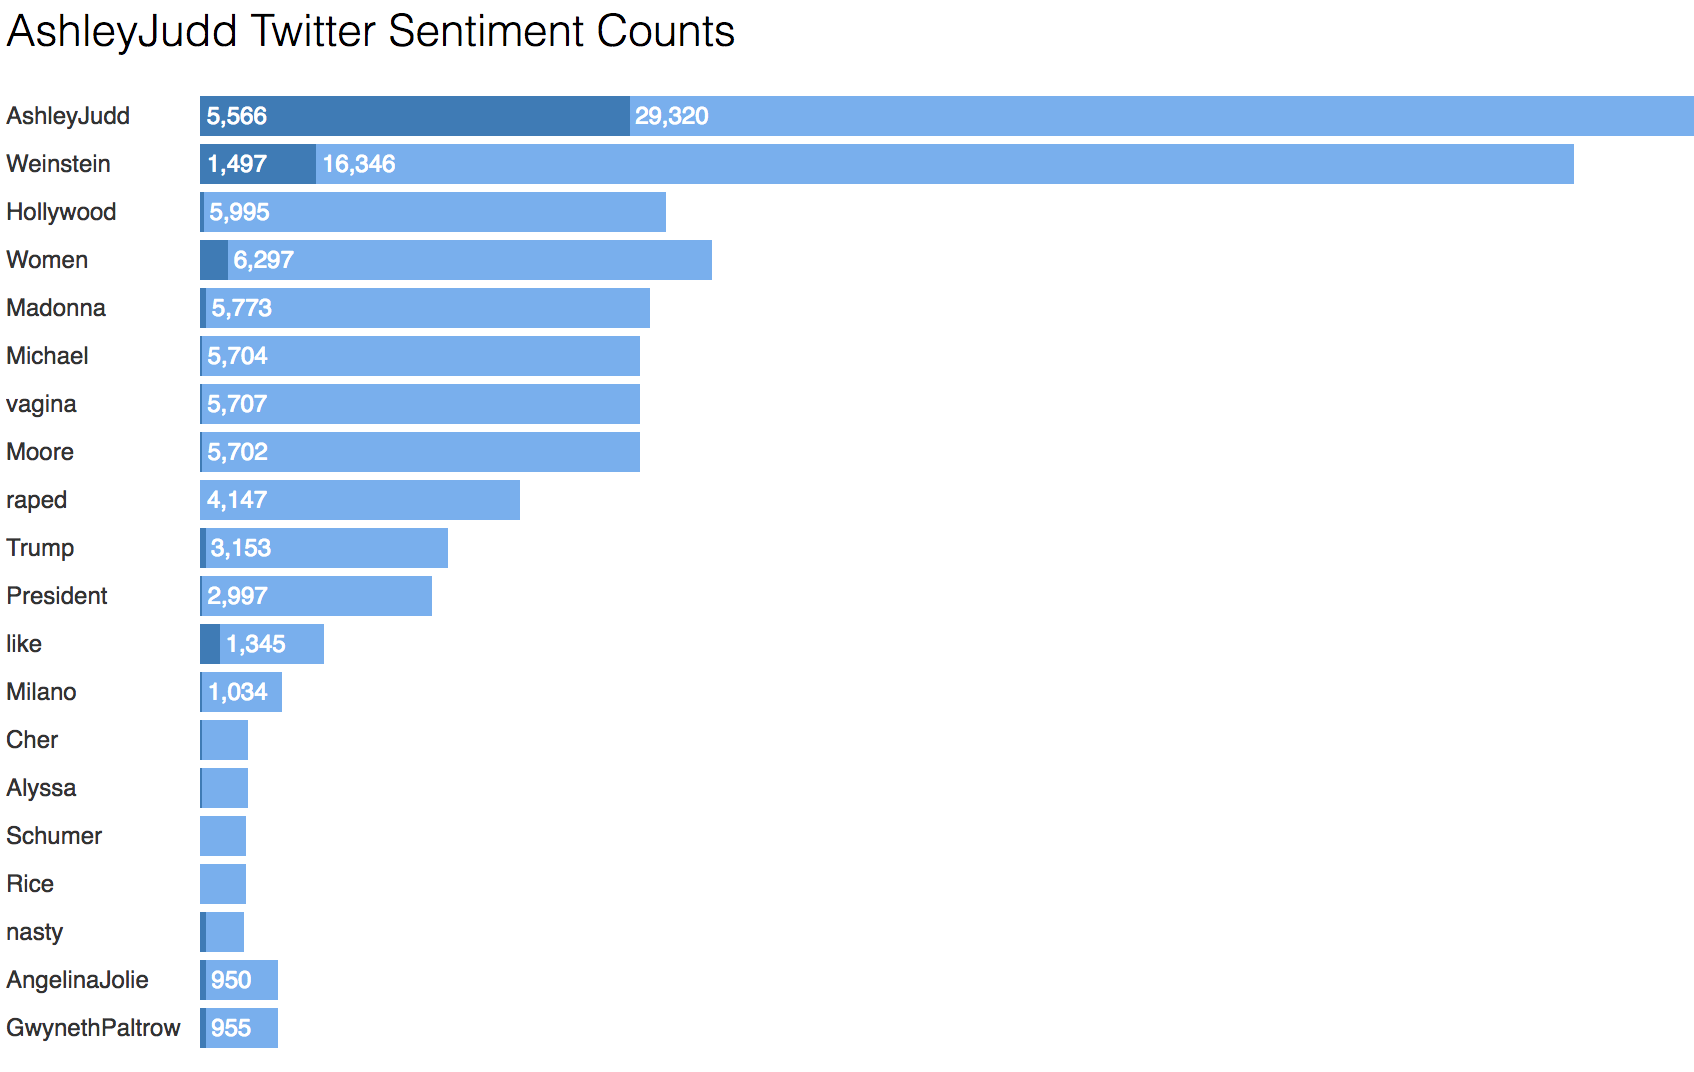 AshleyJudd Twitter Sentiment Counts
AshleyJudd 5,566 29,320
Weinstein 1,497 16,346
Hollywood 5,995
Women 6,297
Madonna 5,773
Michael 5,704
vagina 5,707
Moore 5,702
raped 4,147
Trump 3,153
President 2,997
like 1,345
Milano 1,034
Cher
Alyssa
Schumer
Rice
nasty
AngelinaJolie 950
GwynethPaltrow 955